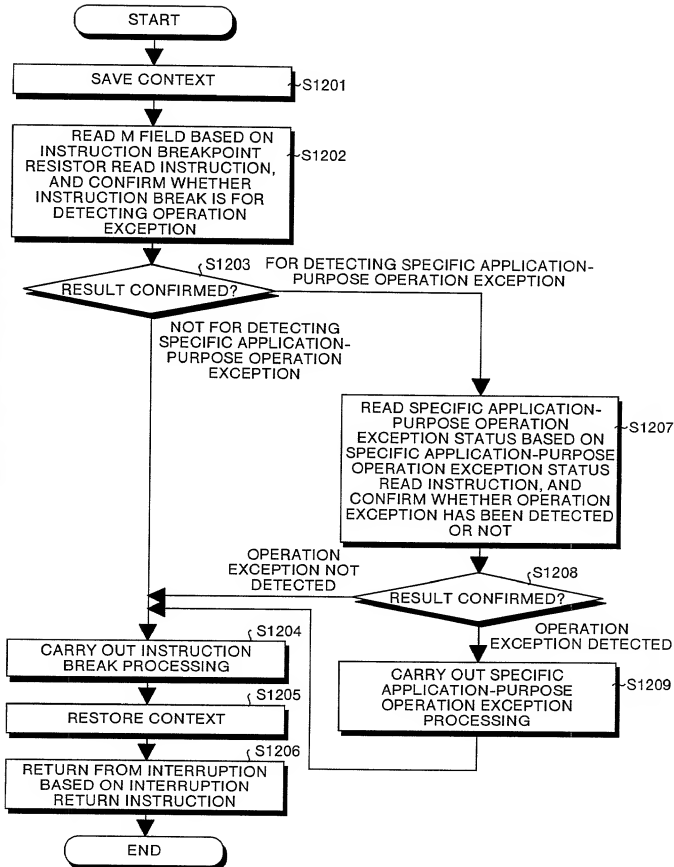 START
SAVE CONTEXT
S1201
READ M FIELD BASED ON
INSTRUCTION BREAKPOINT
RESISTOR READ INSTRUCTION,
AND CONFIRM WHETHER
INSTRUCTION BREAK IS FOR
DETECTING OPERATION
EXCEPTION
S1202
S1203
RESULT CONFIRMED?
FOR DETECTING SPECIFIC APPLICATION-
PURPOSE OPERATION EXCEPTION
NOT FOR DETECTING
SPECIFIC APPLICATION-
PURPOSE OPERATION
EXCEPTION
READ SPECIFIC APPLICATION-
PURPOSE OPERATION
EXCEPTION STATUS BASED ON
SPECIFIC APPLICATION-PURPOSE
OPERATION EXCEPTION STATUS
READ INSTRUCTION, AND
CONFIRM WHETHER OPERATION
EXCEPTION HAS BEEN DETECTED
OR NOT
S1207
OPERATION
EXCEPTION NOT
DETECTED
S1208
RESULT CONFIRMED?
OPERATION
EXCEPTION DETECTED
S1204
CARRY OUT INSTRUCTION
BREAK PROCESSING
CARRY OUT SPECIFIC
APPLICATION-PURPOSE
OPERATION EXCEPTION
PROCESSING
S1209
S1205
RESTORE CONTEXT
S1206
RETURN FROM INTERRUPTION
BASED ON INTERRUPTION
RETURN INSTRUCTION
END